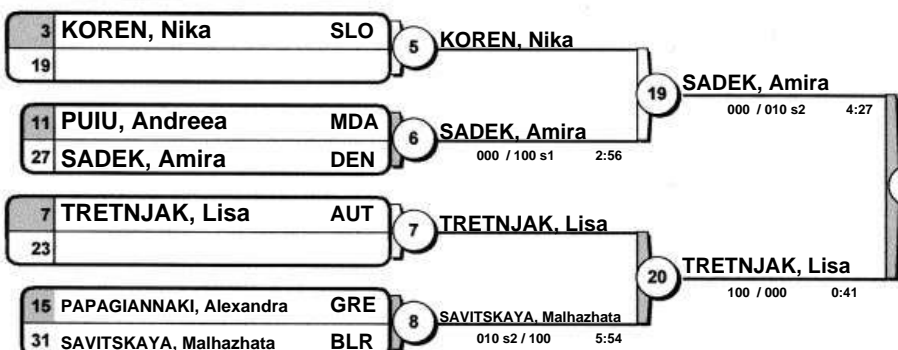 3 KOREN, Nika SLO
19
5
KOREN, Nika
11 PUIU, Andreea MDA
27 SADEK, Amira DEN
6
SADEK, Amira
000 / 100 s1 2:56
19
SADEK, Amira
000 / 010 s2 4:27
7 TRETNJAK, Lisa AUT
23
7
TRETNJAK, Lisa
15 PAPAGIANNAKI, Alexandra GRE
31 SAVITSKAYA, Malhazhata BLR
8
SAVITSKAYA, Malhazhata
010 s2 / 100 5:54
20
TRETNJAK, Lisa
100 / 000 0:41